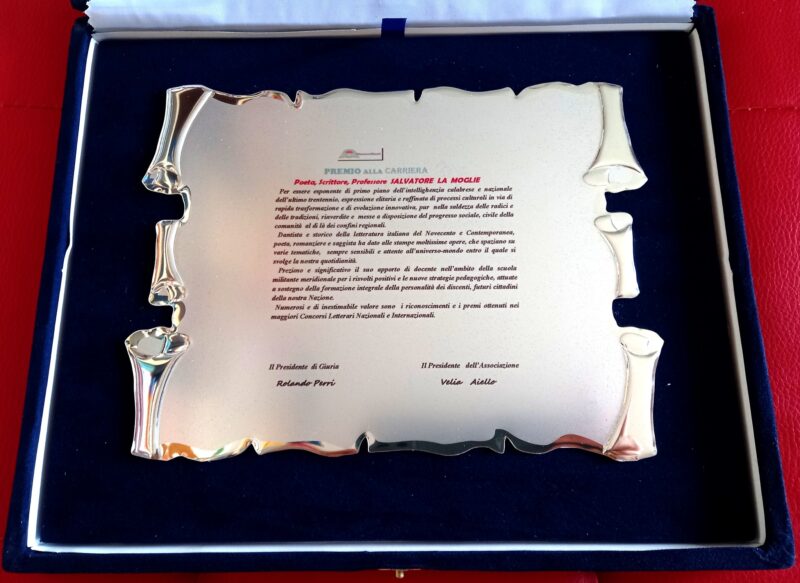 PREMIO ALLA CARRIERA
Poeta, Scrittore, Professore SALVATORE LA MOGLIE
Per essere exponente di primo piano dell'intellighenzia calabrese e nazionale
dell'ultimo trentennio, expressione elitaria e raffinata di processi culturali in via di
rapida trasformazione e di evoluzione innovativa, pur nella saldezza delle radici e
delle tradizioni, rinverdite e messe a disposizione del progresso sociale, civile della
comunità al di là dei confini regionali.
Dantista e storico della letteratura italiana del Novecento e Contemporanea,
poeta, romanziere e saggista ha dato alle stampe moltissime opere, che spaziano su
varie tematiche, sempre sensibili e attente all'universo-mondo entro il quale si
svolge la nostra quotidianità.
Prezioso e significativo il suo apporto di docente nell'ambito della scuola
militante meridionale per i risvolti positivi e le nuove strategie pedagogiche, attuate
a sostegno della formazione integrale della personalità dei discenti, futuri cittadini
della nostra Nazione.
Numerosi e di inestimabile valore sono i riconoscimenti e i premi ottenuti nei
maggiori Concorsi Letterari Nazionali e Internazionali.
Il Presidente di Giuria
Il Presidente dell'Associazione
Rolando Perri
Velia Aiello